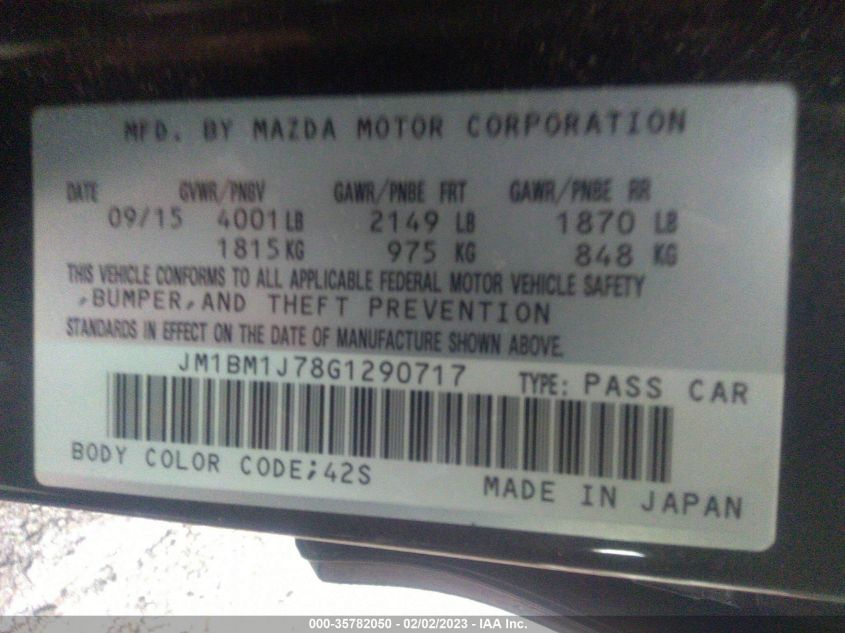 MFD. BY MAZDA MOTOR CORPORATION
DATE GVWR/PNBV GAWR/PNBE FRT GAWR/PNBE RR
09/15 4001 LB 2149 LB 1870 LB
1815 KG 975 KG 848 KG
THIS VEHICLE CONFORMS TO ALL APPLICABLE FEDERAL MOTOR VEHICLE SAFETY
,BUMPER,AND THEFT PREVENTION
STANDARDS IN EFFECT ON THE DATE OF MANUFACTURE SHOWN ABOVE.
JM1BM1J78G1290717 TYPE: PASS CAR
BODY COLOR CODE;42S
MADE IN JAPAN
000-35782050 - 02/02/2023 - IAA Inc.